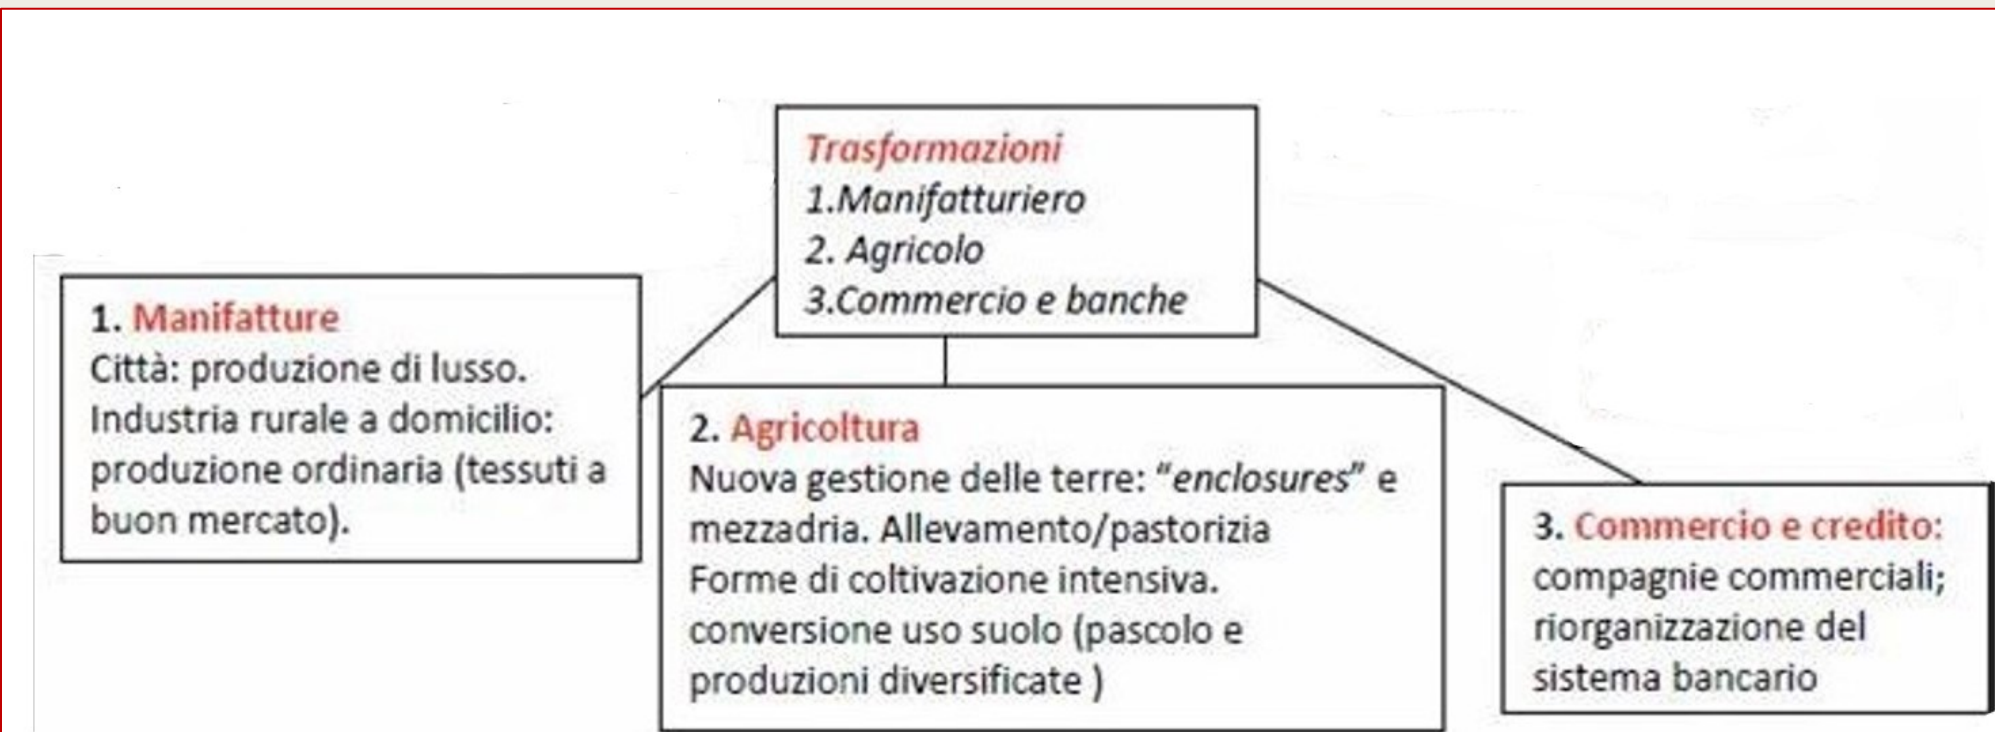 Trasformazioni
1.Manifatturiero
2. Agricolo
3.Commercio e banche
1. Manifatture
Città: produzione di lusso.
Industria rurale a domicilio:
produzione ordinaria (tessuti a
buon mercato).
2. Agricoltura
Nuova gestione delle terre: “enclosures” e
mezzadria. Allevamento/pastorizia
Forme di coltivazione intensiva.
conversione uso suolo (pascolo e
produzioni diversificate )
3. Commercio e credito:
compagnie commerciali;
riorganizzazione del
sistema bancario